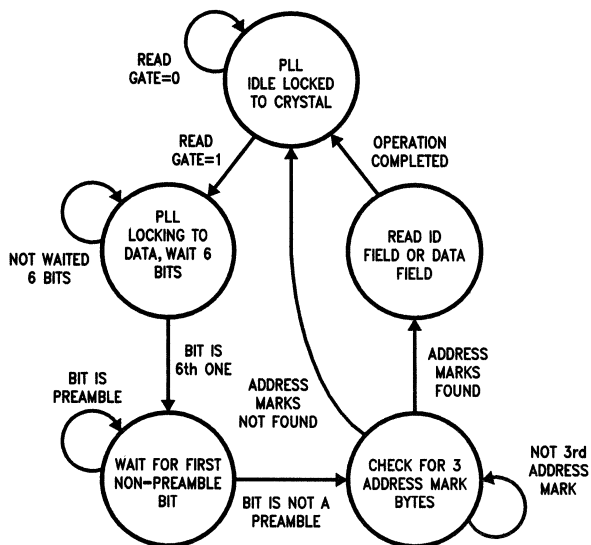 PLL
IDLE LOCKED
TO CRYSTAL
READ
GATE=0
READ
GATE=1
OPERATION
COMPLETED
PLL
LOCKING TO
DATA, WAIT 6
BITS
NOT WAITED
6 BITS
READ ID
FIELD OR DATA
FIELD
BIT IS
6th ONE
BIT IS
PREAMBLE
ADDRESS
MARKS
NOT FOUND
ADDRESS
MARKS
FOUND
WAIT FOR FIRST
NON-PREAMBLE
BIT
BIT IS NOT A
PREAMBLE
CHECK FOR 3
ADDRESS MARK
BYTES
NOT 3rd
ADDRESS
MARK